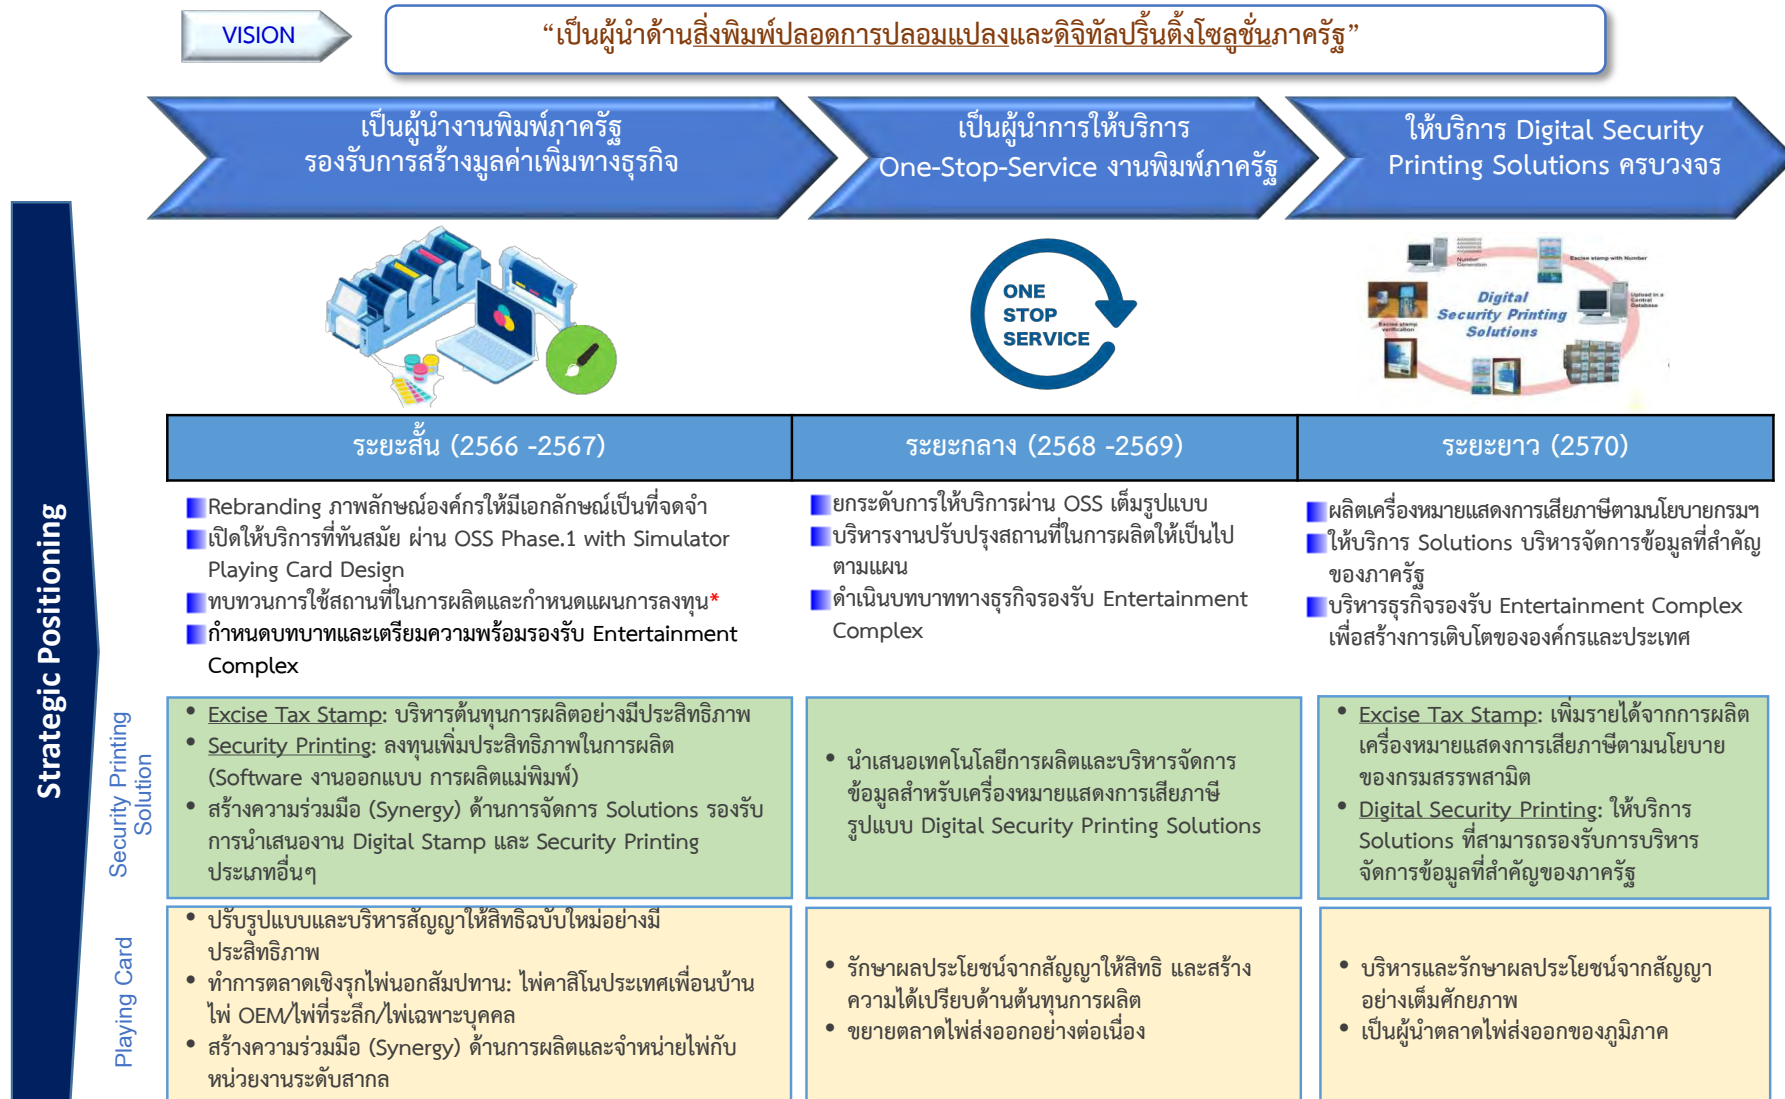 VISION
“เป็นผู้นำด้านสิ่งพิมพ์ปลอดการปลอมแปลงและดิจิทัลปริ้นติ้งโซลูชั่นภาครัฐ”
เป็นผู้นำงานพิมพ์ภาครัฐ
รองรับการสร้างมูลค่าเพิ่มทางธุรกิจ
เป็นผู้นำการให้บริการ
One-Stop-Service งานพิมพ์ภาครัฐ
ให้บริการ Digital Security
Printing Solutions ครบวงจร
ONE
STOP
SERVICE
Number
Generation
Excise stamp with Number
Upload in a
Central
Database
Excise stamp
verification
Digital
Security Printing
Solutions
Strategic Positioning
ระยะสั้น (2566 -2567)
ระยะกลาง (2568 -2569)
ระยะยาว (2570)
Rebranding ภาพลักษณ์องค์กรให้มีเอกลักษณ์เป็นที่จดจำ
เปิดให้บริการที่ทันสมัย ผ่าน OSS Phase.1 with Simulator
Playing Card Design
ทบทวนการใช้สถานที่ในการผลิตและกำหนดแผนการลงทุน*
กำหนดบทบาทและเตรียมความพร้อมรองรับ Entertainment
Complex
ยกระดับการให้บริการผ่าน OSS เต็มรูปแบบ
บริหารงานปรับปรุงสถานที่ในการผลิตให้เป็นไป
ตามแผน
ดำเนินบทบาททางธุรกิจรองรับ Entertainment
Complex
ผลิตเครื่องหมายแสดงการเสียภาษีตามนโยบายกรมฯ
ให้บริการ Solutions บริหารจัดการข้อมูลที่สำคัญ
ของภาครัฐ
บริหารธุรกิจรองรับ Entertainment Complex
เพื่อสร้างการเติบโตขององค์กรและประเทศ
Security Printing
Solution
• Excise Tax Stamp: บริหารต้นทุนการผลิตอย่างมีประสิทธิภาพ
• Security Printing: ลงทุนเพิ่มประสิทธิภาพในการผลิต
(Software งานออกแบบ การผลิตแม่พิมพ์)
• สร้างความร่วมมือ (Synergy) ด้านการจัดการ Solutions รองรับ
การนำเสนองาน Digital Stamp และ Security Printing
ประเภทอื่นๆ
• นำเสนอเทคโนโลยีการผลิตและบริหารจัดการ
ข้อมูลสำหรับเครื่องหมายแสดงการเสียภาษี
รูปแบบ Digital Security Printing Solutions
• Excise Tax Stamp: เพิ่มรายได้จากการผลิต
เครื่องหมายแสดงการเสียภาษีตามนโยบาย
ของกรมสรรพสามิต
• Digital Security Printing: ให้บริการ
Solutions ที่สามารถรองรับการบริหาร
จัดการข้อมูลที่สำคัญของภาครัฐ
Playing Card
• ปรับรูปแบบและบริหารสัญญาให้สิทธิฉบับใหม่อย่างมี
ประสิทธิภาพ
• ทำการตลาดเชิงรุกไพ่นอกสัมปทาน: ไพ่คาสิโนประเทศเพื่อนบ้าน
ไพ่ OEM/ไพ่ที่ระลึก/ไพ่เฉพาะบุคคล
• สร้างความร่วมมือ (Synergy) ด้านการผลิตและจำหน่ายไพ่กับ
หน่วยงานระดับสากล
• รักษาผลประโยชน์จากสัญญาให้สิทธิ และสร้าง
ความได้เปรียบด้านต้นทุนการผลิต
• ขยายตลาดไพ่ส่งออกอย่างต่อเนื่อง
• บริหารและรักษาผลประโยชน์จากสัญญา
อย่างเต็มศักยภาพ
• เป็นผู้นำตลาดไพ่ส่งออกของภูมิภาค